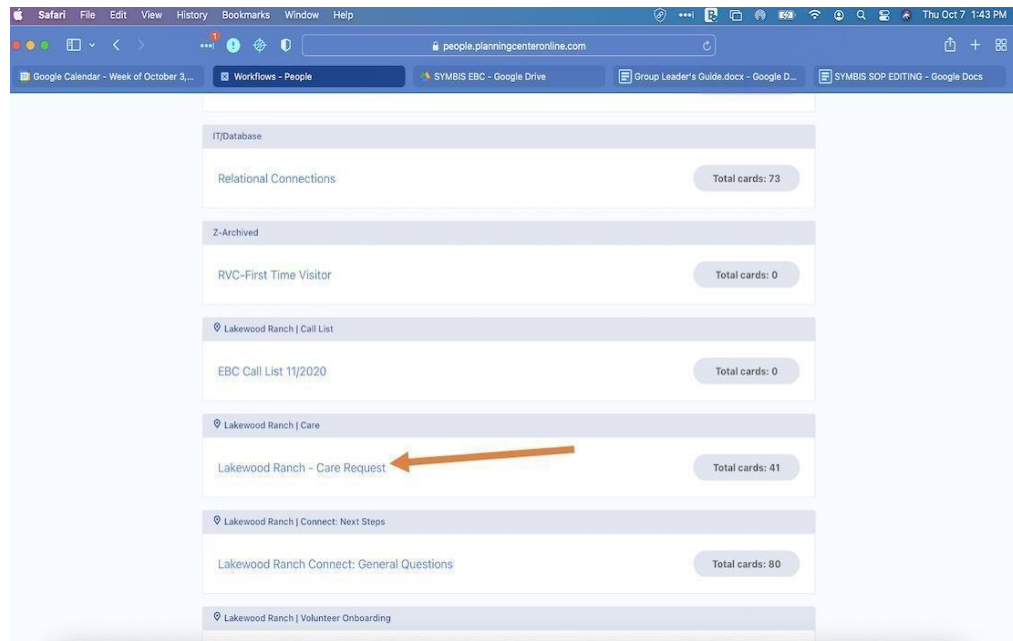 Safari File Edit View History Bookmarks Window Help Thu Oct 7 1:43 PM
1
people.planningcenteronline.com
Google Calendar - Week of October 3,... Workflows - People SYMBIS EBC - Google Drive Group Leader's Guide.docx - Google D... SYMBIS SOP EDITING - Google Docs
IT/Database
Relational Connections Total cards: 73
Z-Archived
RVC-First Time Visitor Total cards: 0
Lakewood Ranch | Call List
EBC Call List 11/2020 Total cards: 0
Lakewood Ranch | Care
Lakewood Ranch - Care Request Total cards: 41
Lakewood Ranch | Connect: Next Steps
Lakewood Ranch Connect: General Questions Total cards: 80
Lakewood Ranch | Volunteer Onboarding